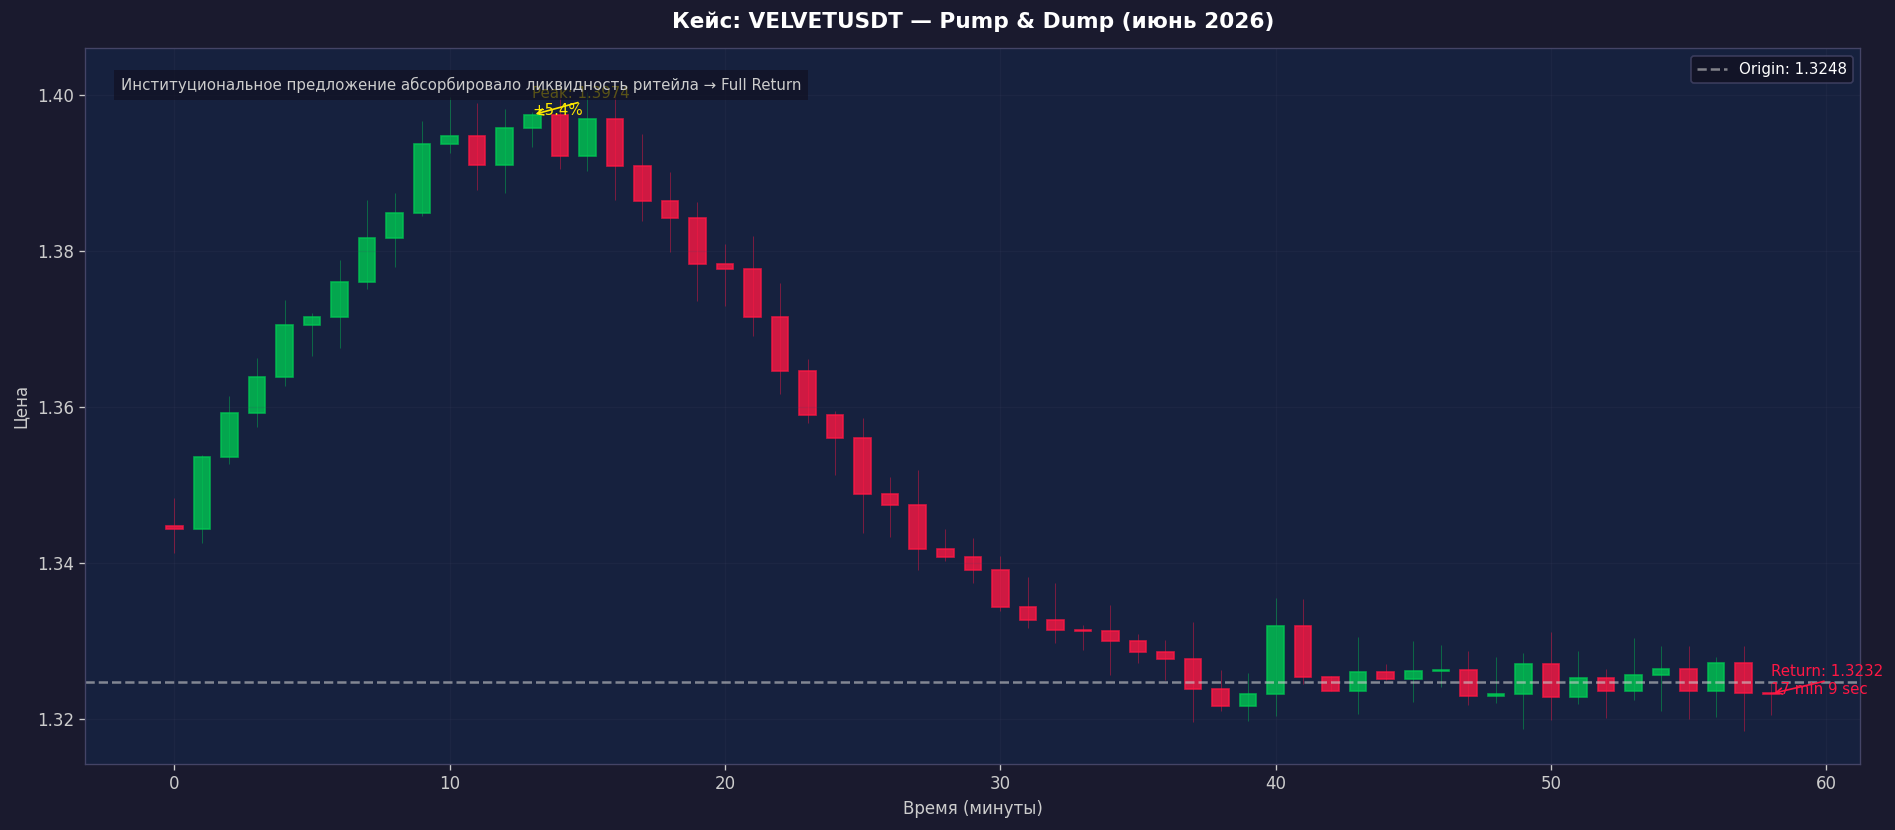 Кейс: VELVETUSDT — Pump & Dump (июнь 2026)
Институциональное предложение абсорбировало ликвидность ритейла → Full Return
Origin: 1.3248
Peak: 1.3974
+5.4%
Return: 1.3232
min 9 sec
Цена
1.40
1.38
1.36
1.34
1.32
0
10
20
30
40
50
60
Время (минуты)